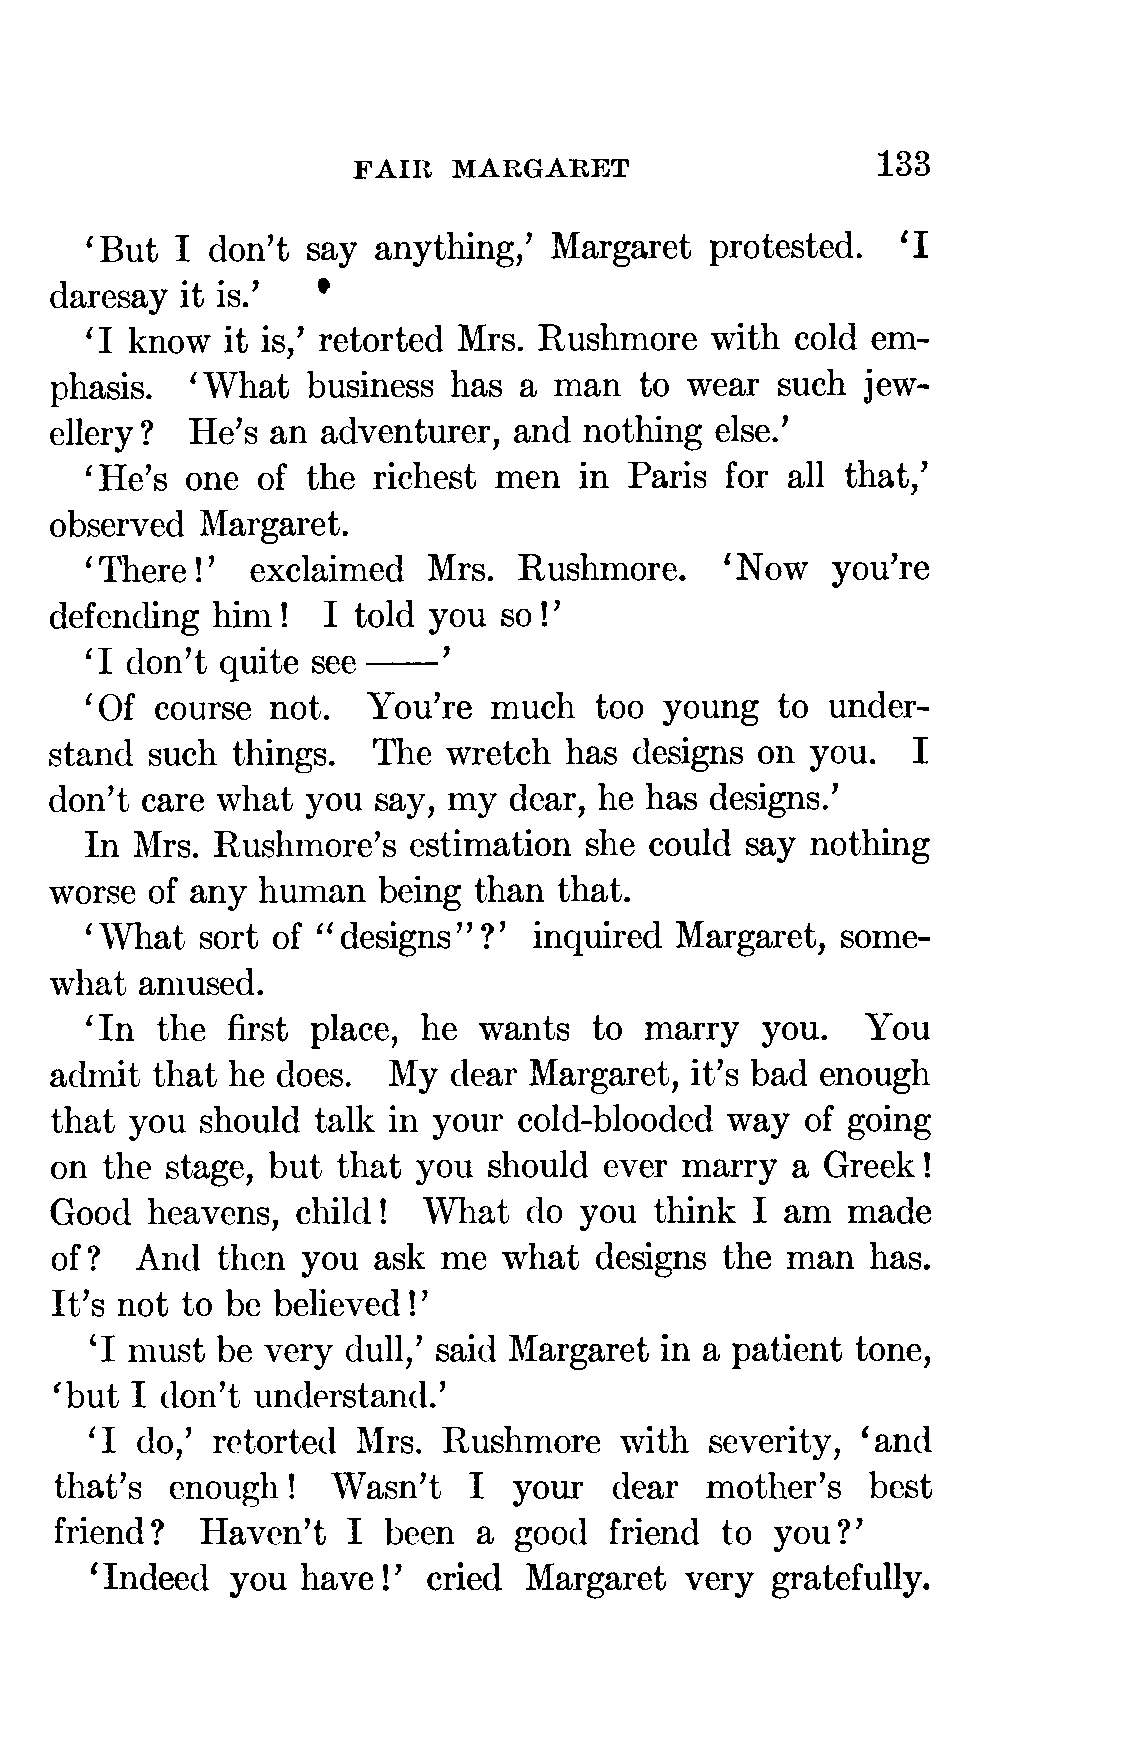 FAIR MARGARET 133
‘But I don’t say anything,’ Margaret protested. ‘I
daresay it is.’
‘I know it is,’ retorted Mrs. Rushmore with cold em-
phasis. ‘What business has a man to wear such jew-
ellery? He’s an adventurer, and nothing else.’
‘He’s one of the richest men in Paris for all that,’
observed Margaret.
‘There!’ exclaimed Mrs. Rushmore. ‘Now you’re
defending him! I told you so!’
‘I don’t quite see ——’
‘Of course not. You’re much too young to under-
stand such things. The wretch has designs on you. I
don’t care what you say, my dear, he has designs.’
In Mrs. Rushmore’s estimation she could say nothing
worse of any human being than that.
‘What sort of “designs”?’ inquired Margaret, some-
what amused.
‘In the first place, he wants to marry you. You
admit that he does. My dear Margaret, it’s bad enough
that you should talk in your cold-blooded way of going
on the stage, but that you should ever marry a Greek!
Good heavens, child! What do you think I am made
of? And then you ask me what designs the man has.
It’s not to be believed!’
‘I must be very dull,’ said Margaret in a patient tone,
‘but I don’t understand.’
‘I do,’ retorted Mrs. Rushmore with severity, ‘and
that’s enough! Wasn’t I your dear mother’s best
friend? Haven’t I been a good friend to you?’
‘Indeed you have!’ cried Margaret very gratefully.